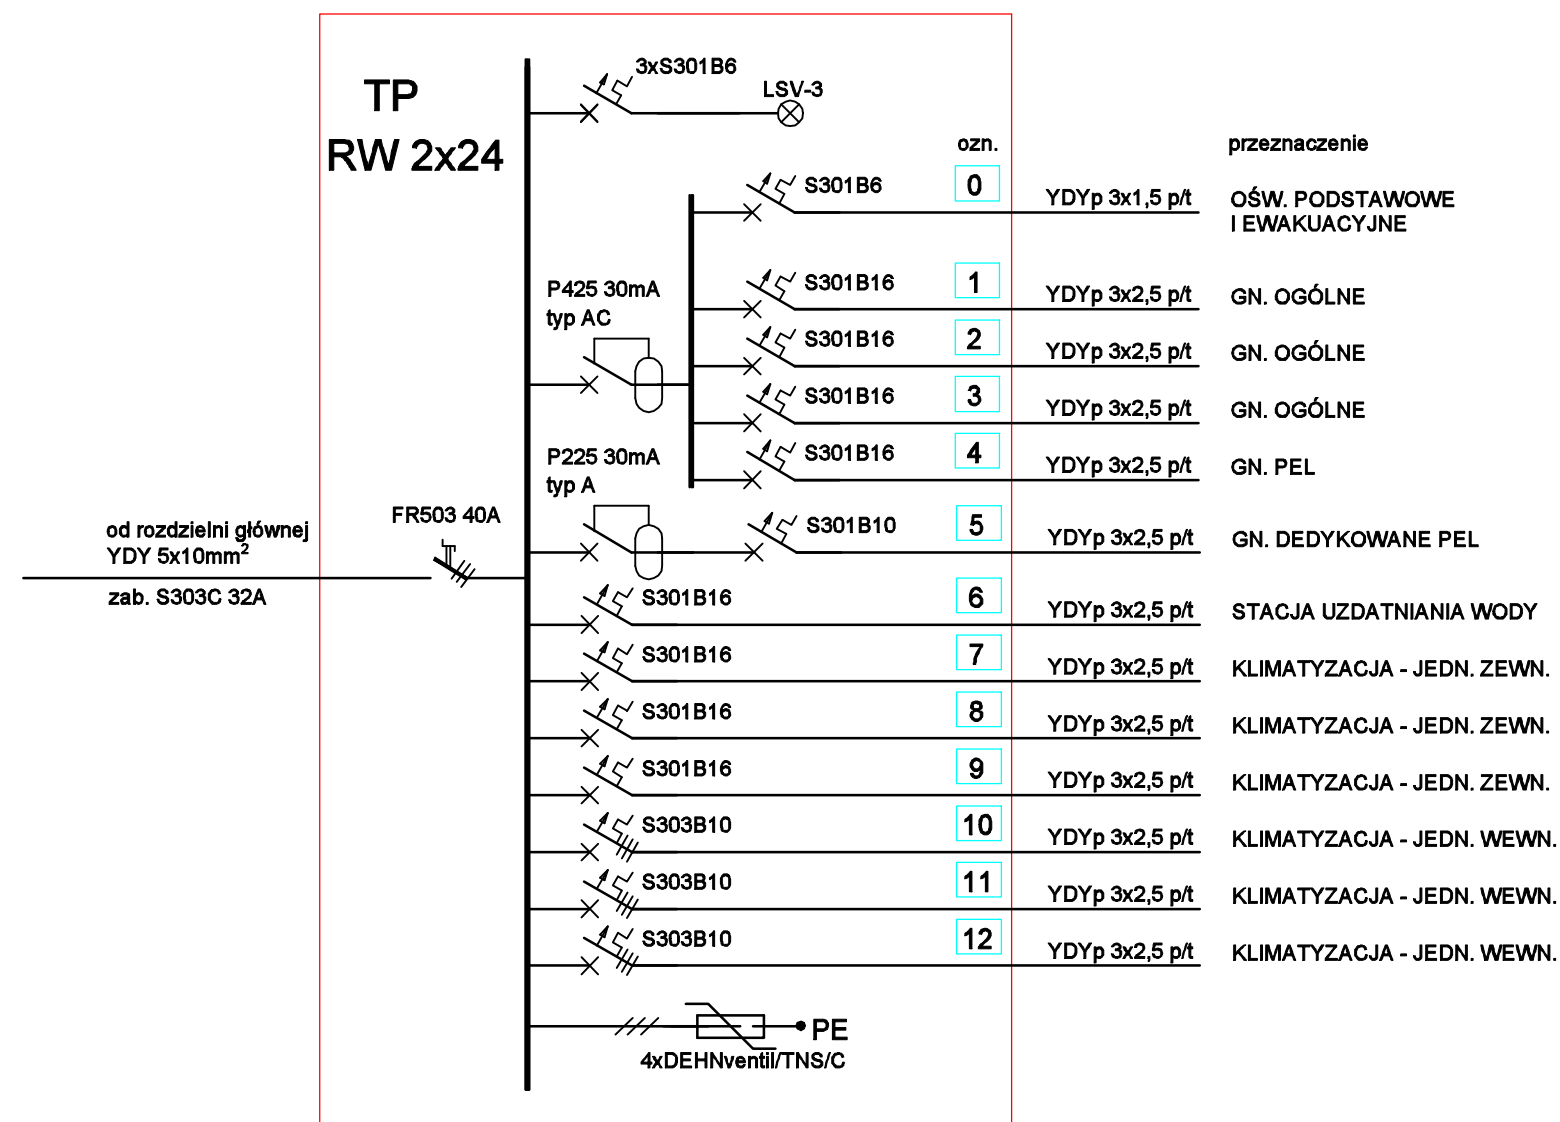 TP
RW 2x24
3xS301B6
LSV-3
ozn.
przeznaczenie
S301B6
0
YDYp 3x1,5 p/t
OŚW. PODSTAWOWE
I EWAKUACYJNE
P425 30mA
typ AC
S301B16
1
YDYp 3x2,5 p/t
GN. OGÓLNE
S301B16
2
YDYp 3x2,5 p/t
GN. OGÓLNE
S301B16
3
YDYp 3x2,5 p/t
GN. OGÓLNE
S301B16
4
YDYp 3x2,5 p/t
GN. PEL
P225 30mA
typ A
S301B10
5
YDYp 3x2,5 p/t
GN. DEDYKOWANE PEL
FR503 40A
od rozdzielni głównej
YDY 5x10mm²
zab. S303C 32A
S301B16
6
YDYp 3x2,5 p/t
STACJA UZDATNIANIA WODY
S301B16
7
YDYp 3x2,5 p/t
KLIMATYZACJA - JEDN. ZEWN.
S301B16
8
YDYp 3x2,5 p/t
KLIMATYZACJA - JEDN. ZEWN.
S301B16
9
YDYp 3x2,5 p/t
KLIMATYZACJA - JEDN. ZEWN.
S303B10
10
YDYp 3x2,5 p/t
KLIMATYZACJA - JEDN. WEWN.
S303B10
11
YDYp 3x2,5 p/t
KLIMATYZACJA - JEDN. WEWN.
S303B10
12
YDYp 3x2,5 p/t
KLIMATYZACJA - JEDN. WEWN.
PE
4xDEHNventil/TNS/C